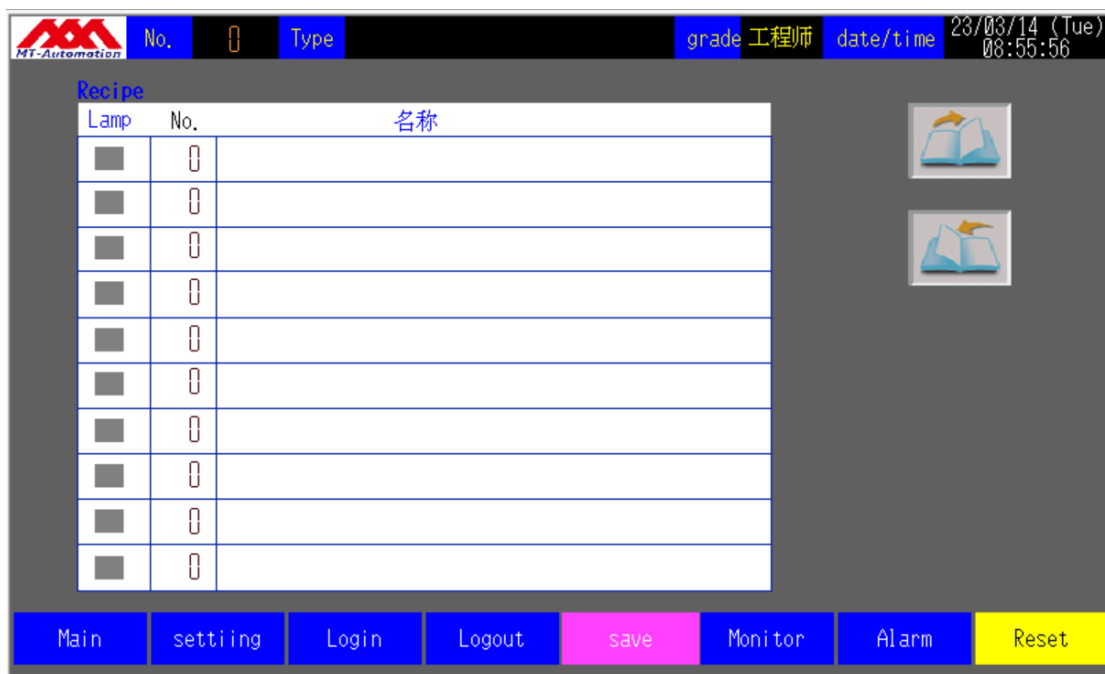 MT-Automation
No. 0 Type grade 工程师 date/time 23/03/14 (Tue)
08:55:56
Recipe
Lamp No. 名称
0
0
0
0
0
0
0
0
0
0
Main settiing Login Logout save Monitor Alarm Reset